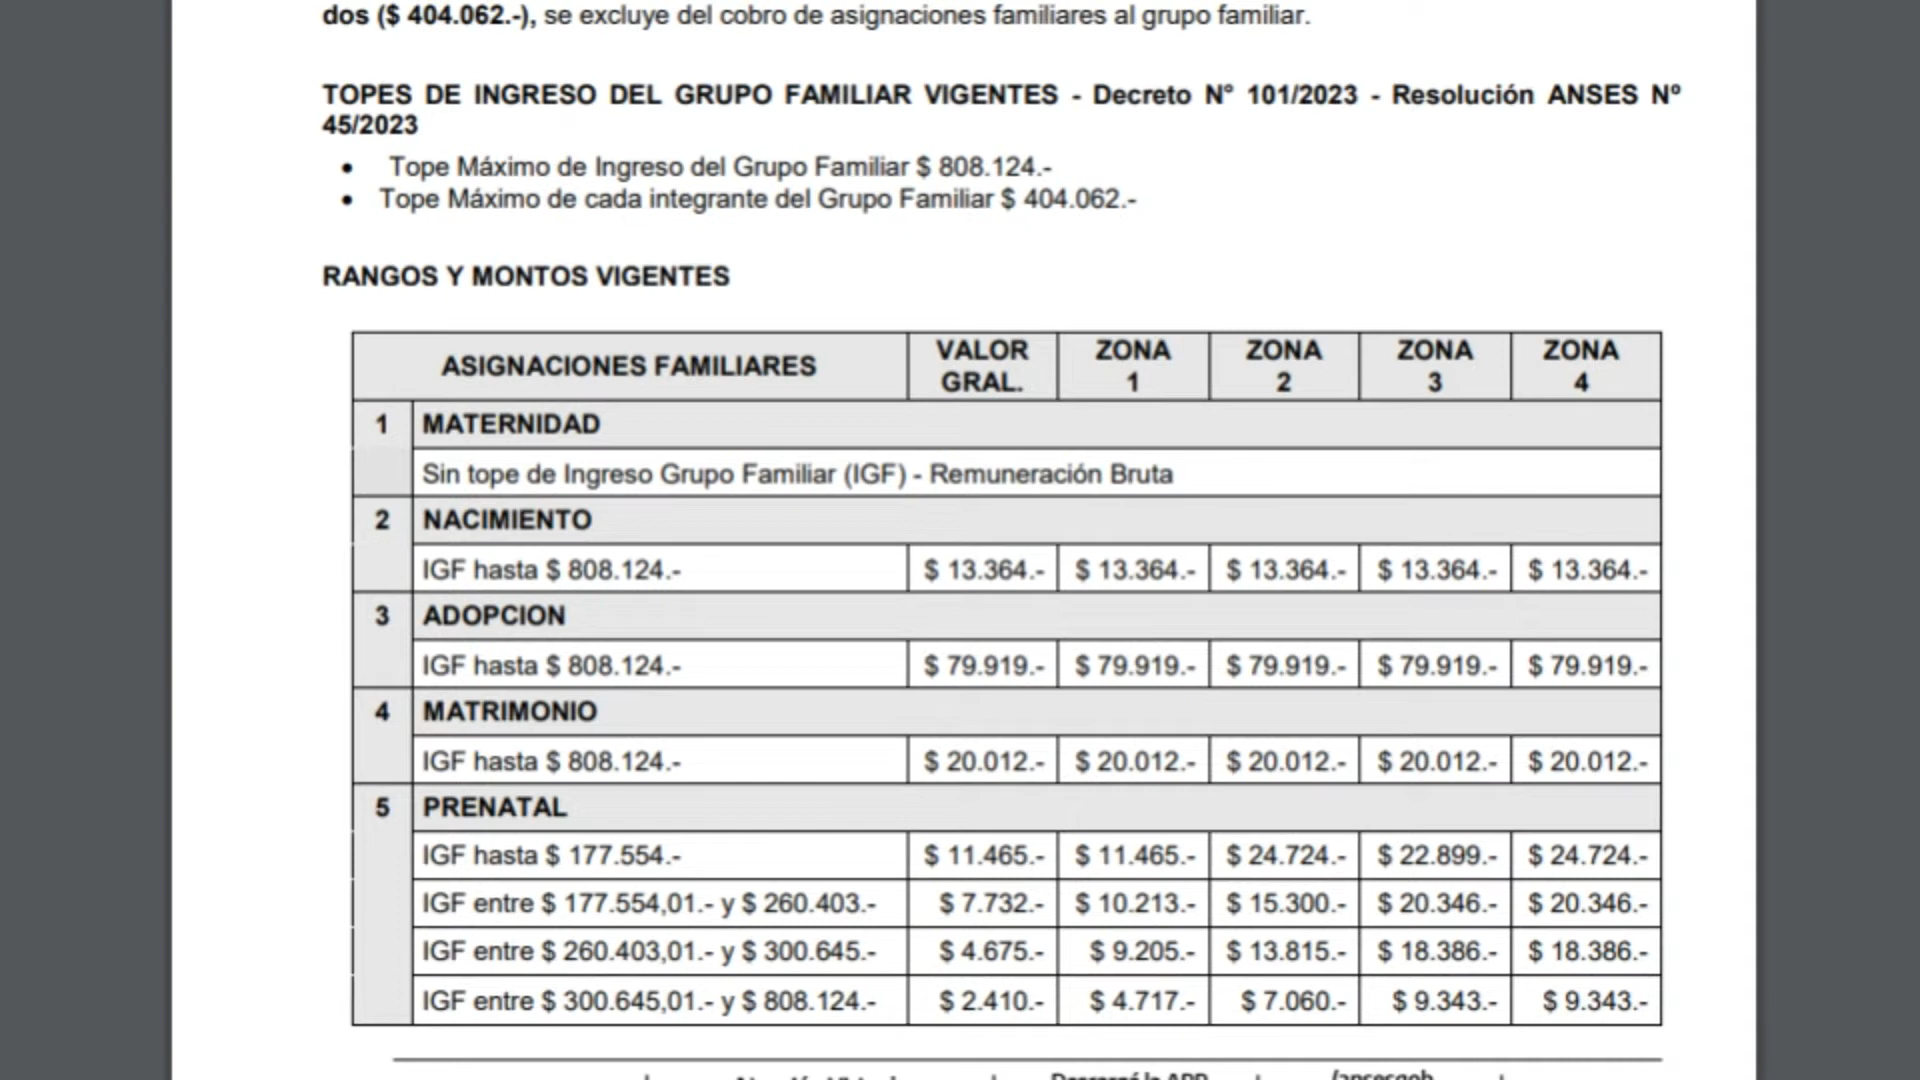 dos ($ 404.062.-), se excluye del cobro de asignaciones familiares al grupo familiar.
TOPES DE INGRESO DEL GRUPO FAMILIAR VIGENTES - Decreto N° 101/2023 - Resolución ANSES Nº
45/2023
• Tope Máximo de Ingreso del Grupo Familiar $ 808.124.-
• Tope Máximo de cada integrante del Grupo Familiar $ 404.062.-
RANGOS Y MONTOS VIGENTES
ASIGNACIONES FAMILIARES VALOR GRAL. ZONA 1 ZONA 2 ZONA 3 ZONA 4
1 MATERNIDAD
Sin tope de Ingreso Grupo Familiar (IGF) - Remuneración Bruta
2 NACIMIENTO
IGF hasta $ 808.124.- $ 13.364.- $ 13.364.- $ 13.364.- $ 13.364.- $ 13.364.-
3 ADOPCION
IGF hasta $ 808.124.- $ 79.919.- $ 79.919.- $ 79.919.- $ 79.919.- $ 79.919.-
4 MATRIMONIO
IGF hasta $ 808.124.- $ 20.012.- $ 20.012.- $ 20.012.- $ 20.012.- $ 20.012.-
5 PRENATAL
IGF hasta $ 177.554.- $ 11.465.- $ 11.465.- $ 24.724.- $ 22.899.- $ 24.724.-
IGF entre $ 177.554,01.- y $ 260.403.- $ 7.732.- $ 10.213.- $ 15.300.- $ 20.346.- $ 20.346.-
IGF entre $ 260.403,01.- y $ 300.645.- $ 4.675.- $ 9.205.- $ 13.815.- $ 18.386.- $ 18.386.-
IGF entre $ 300.645,01.- y $ 808.124.- $ 2.410.- $ 4.717.- $ 7.060.- $ 9.343.- $ 9.343.-